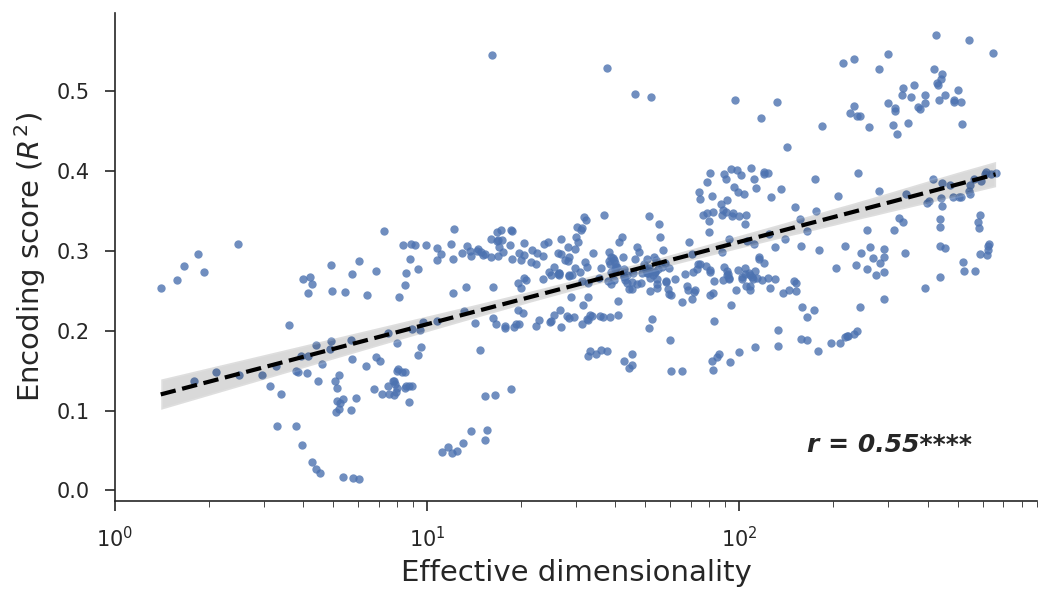 Encoding score (R²)
0.5
0.4
0.3
0.2
0.1
0.0
r = 0.55****
10⁰ 10¹ 10²
Effective dimensionality